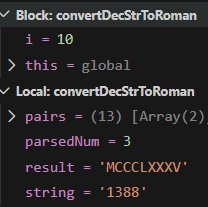 Block: convertDecStrToRoman
i = 10
this = global
Local: convertDecStrToRoman
pairs = (13) [Array(2),
parsedNum = 3
result = 'MCCCLXXXV'
string = '1388'